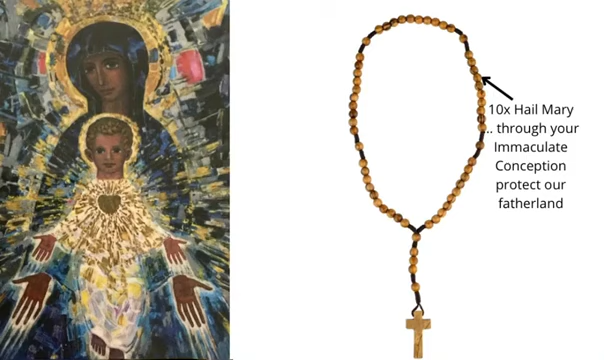 10x Hail Mary
.. through your
Immaculate
Conception
protect our
fatherland